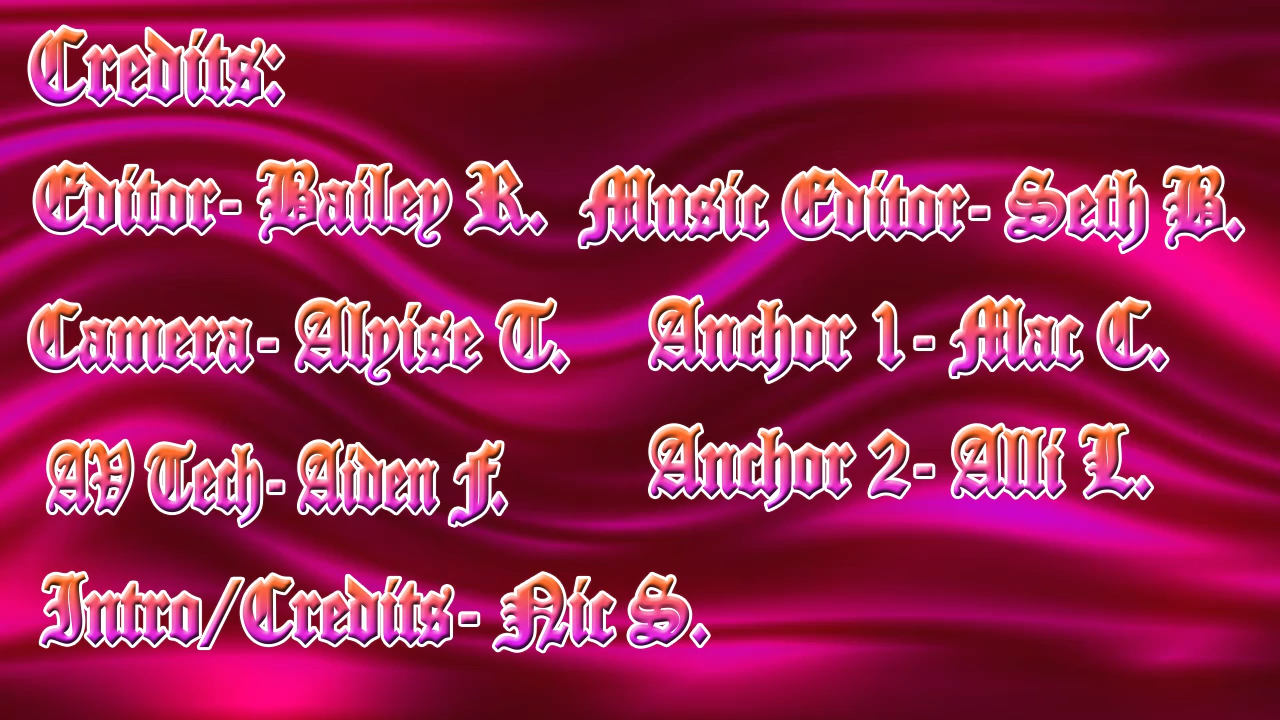 Credits:
Editor- Bailey R.
Music Editor- Seth B.
Camera- Alyise T.
Anchor 1- Mac C.
AV Tech- Aiden F.
Anchor 2- Alli L.
Intro/Credits- Nic S.